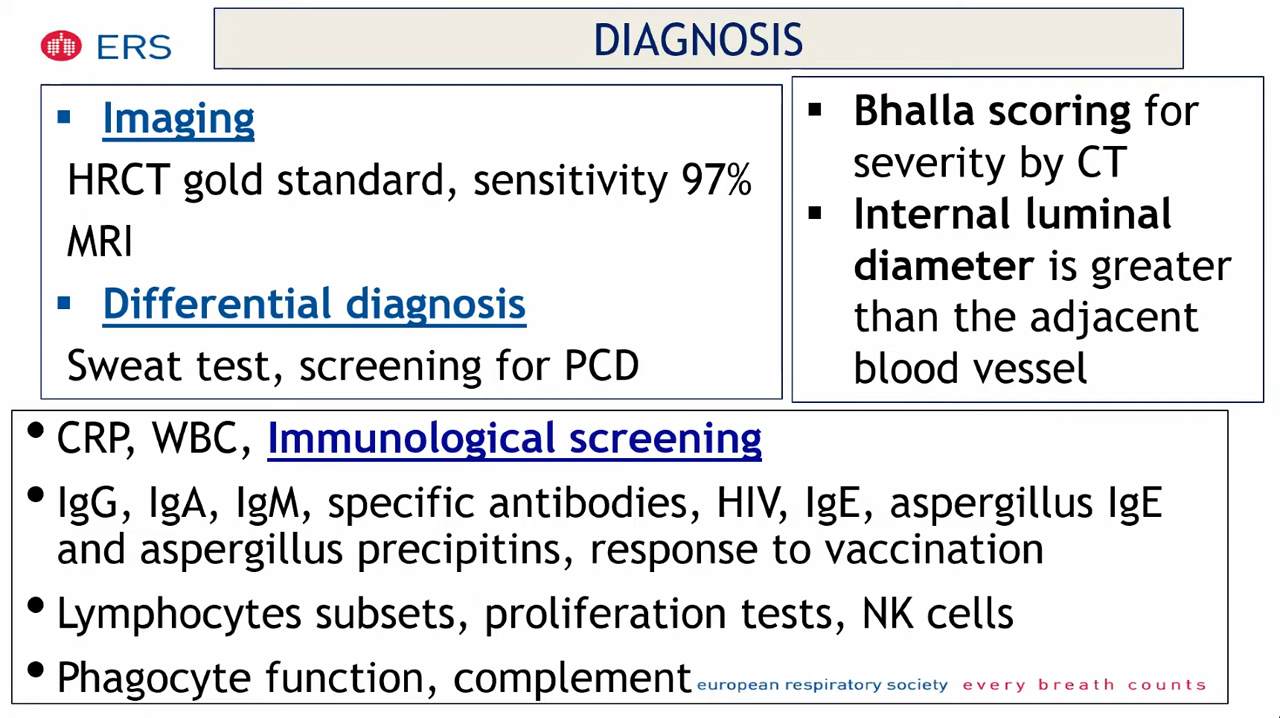 ERS
DIAGNOSIS
▪ Imaging
HRCT gold standard, sensitivity 97%
MRI
▪ Differential diagnosis
Sweat test, screening for PCD
▪ Bhalla scoring for
severity by CT
▪ Internal luminal
diameter is greater
than the adjacent
blood vessel
• CRP, WBC, Immunological screening
• IgG, IgA, IgM, specific antibodies, HIV, IgE, aspergillus IgE
and aspergillus precipitins, response to vaccination
• Lymphocytes subsets, proliferation tests, NK cells
• Phagocyte function, complement
european respiratory society every breath counts